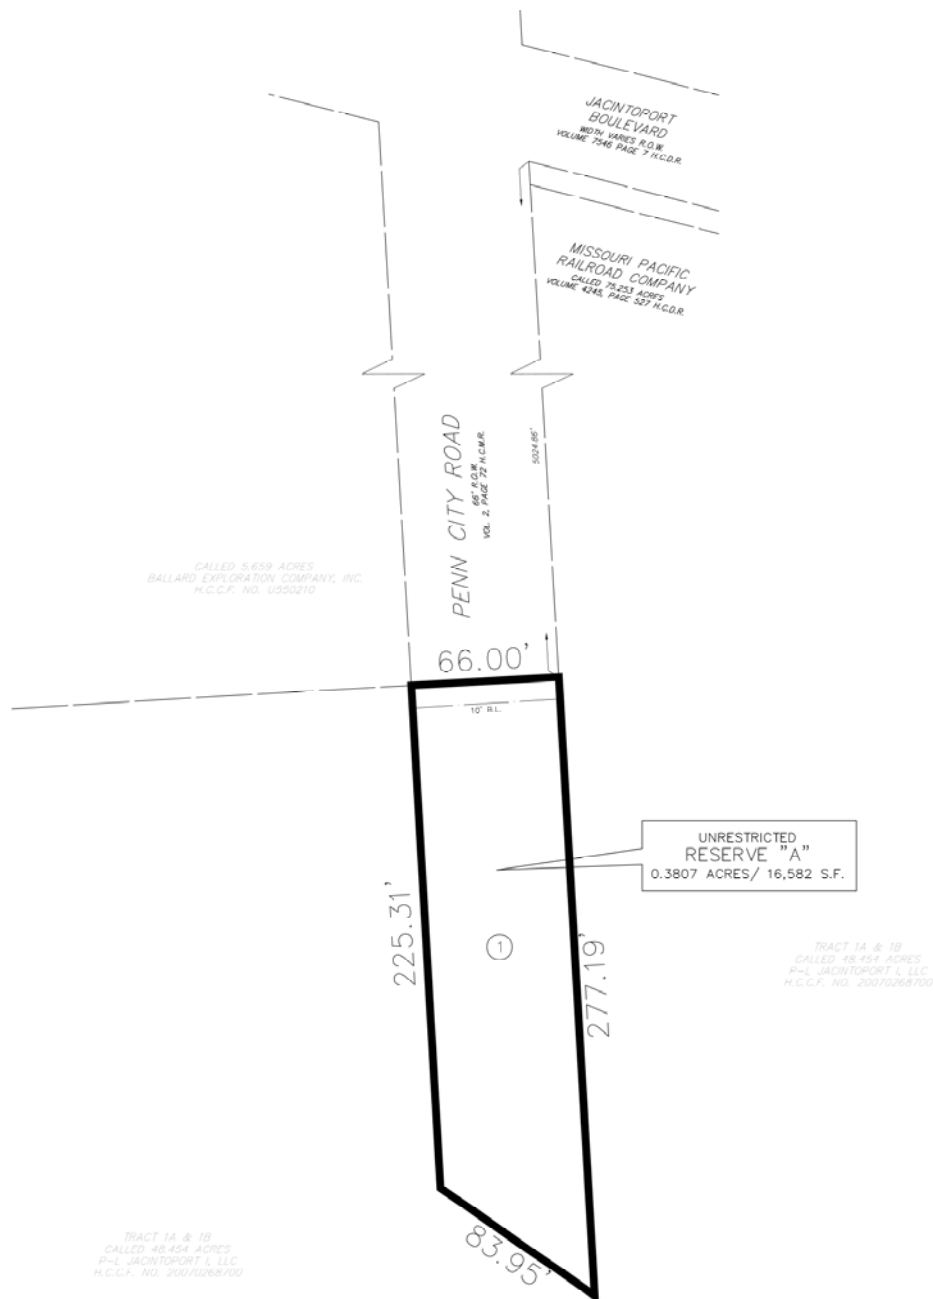 JACINTOPORT
BOULEVARD
WIDTH VARIES R.O.W.
VOLUME 7546 PAGE 7 H.C.D.R.
MISSOURI PACIFIC
RAILROAD COMPANY
CALLED 75.253 ACRES
VOLUME 4245, PAGE 527 H.C.D.R.
PENN CITY ROAD
66' R.O.W.
VOL. 2, PAGE 72 H.C.M.R.
5024.86'
CALLED 5.659 ACRES
BALLARD EXPLORATION COMPANY, INC.
H.C.C.F. NO. U550210
66.00'
10' B.L.
UNRESTRICTED
RESERVE "A"
0.3807 ACRES/ 16,582 S.F.
225.31'
1
277.19'
TRACT 1A & 1B
CALLED 48.454 ACRES
P-L JACINTOPORT I, LLC
H.C.C.F. NO. 20070268700
83.95'
TRACT 1A & 1B
CALLED 48.454 ACRES
P-L JACINTOPORT I, LLC
H.C.C.F. NO. 20070268700